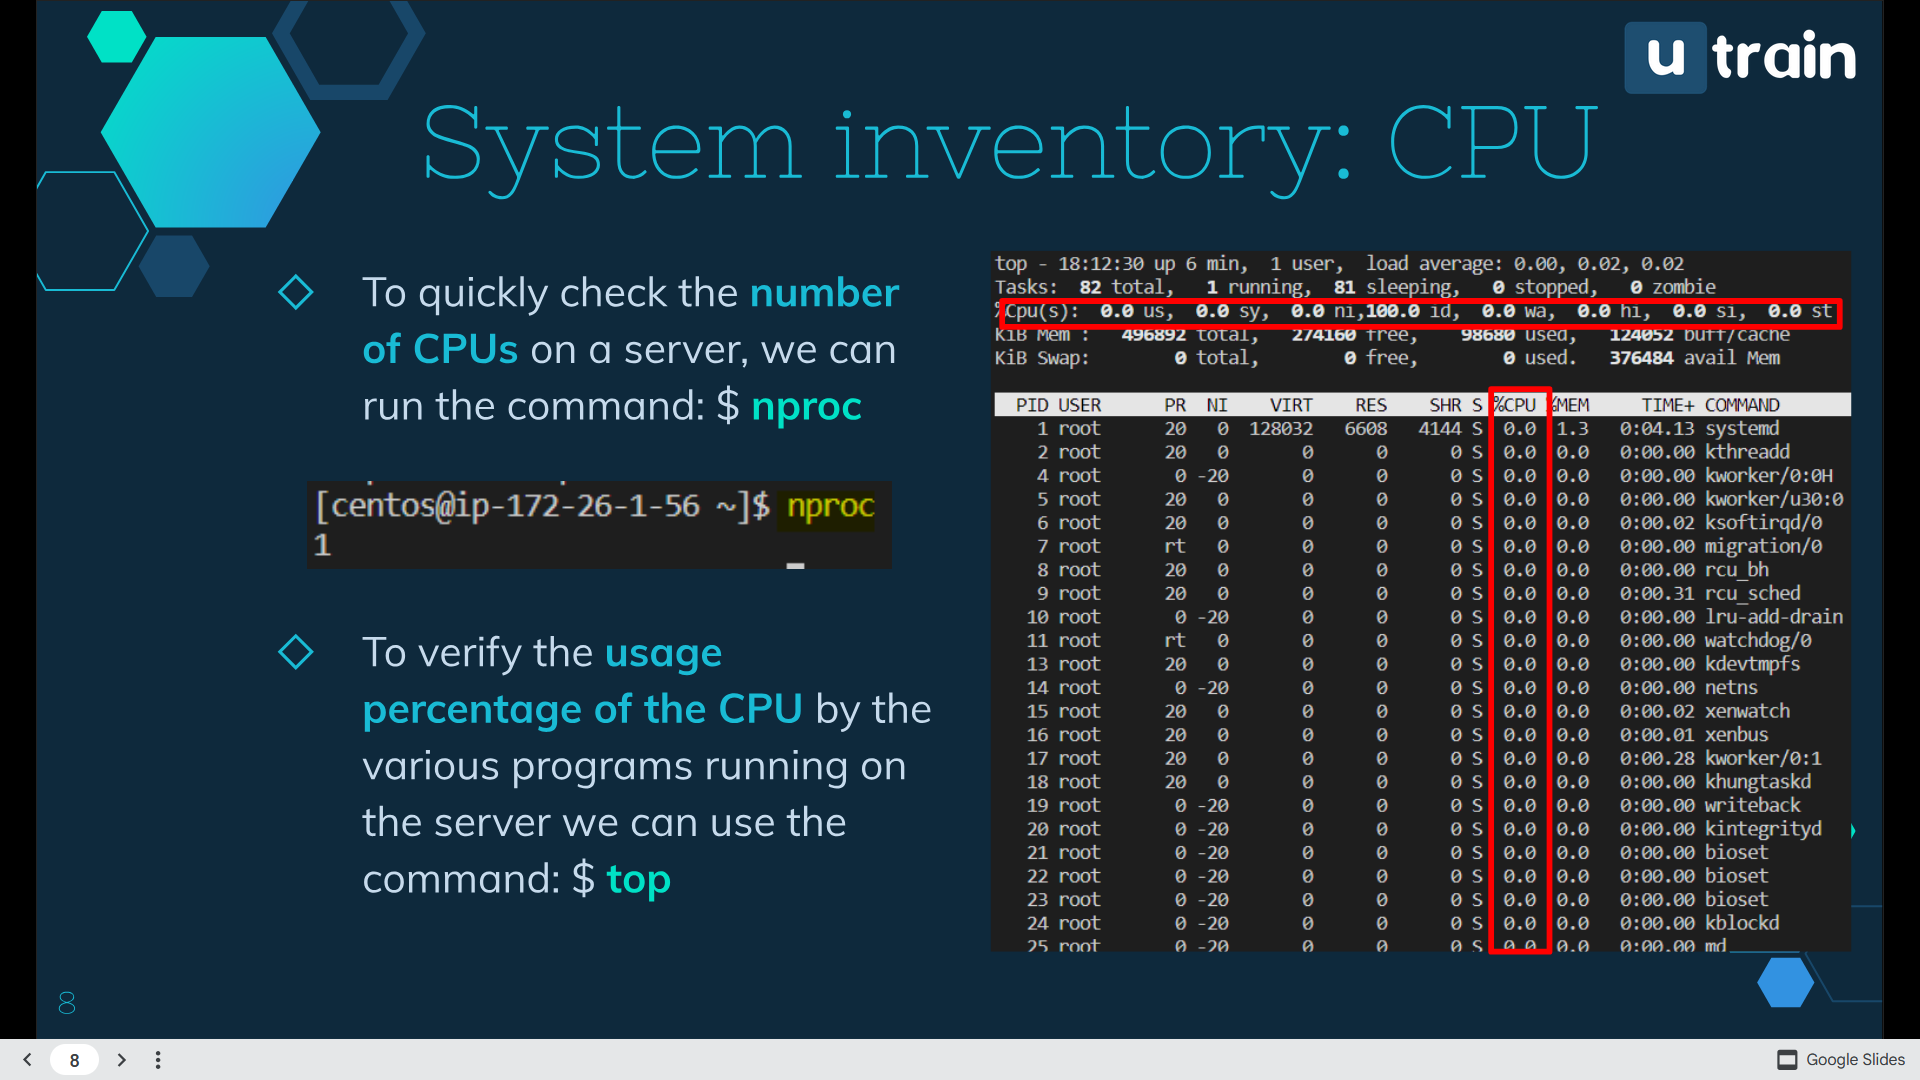 u train
System inventory: CPU
To quickly check the number
of CPUs on a server, we can
run the command: $ nproc
[centos@ip-172-26-1-56 ~]$ nproc
1
To verify the usage
percentage of the CPU by the
various programs running on
the server we can use the
command: $ top
top - 18:12:30 up 6 min,  1 user,  load average: 0.00, 0.02, 0.02
Tasks:  82 total,   1 running,  81 sleeping,   0 stopped,   0 zombie
%Cpu(s):  0.0 us,  0.0 sy,  0.0 ni,100.0 id,  0.0 wa,  0.0 hi,  0.0 si,  0.0 st
KiB Mem :   496892 total,   274160 free,    98680 used,   124052 buff/cache
KiB Swap:        0 total,        0 free,        0 used.   376484 avail Mem
PID USER PR NI VIRT RES SHR S %CPU %MEM TIME+ COMMAND
1 root 20 0 128032 6608 4144 S 0.0 1.3 0:04.13 systemd
2 root 20 0 0 0 0 S 0.0 0.0 0:00.00 kthreadd
4 root 0 -20 0 0 0 S 0.0 0.0 0:00.00 kworker/0:0H
5 root 20 0 0 0 0 S 0.0 0.0 0:00.00 kworker/u30:0
6 root 20 0 0 0 0 S 0.0 0.0 0:00.02 ksoftirqd/0
7 root rt 0 0 0 0 S 0.0 0.0 0:00.00 migration/0
8 root 20 0 0 0 0 S 0.0 0.0 0:00.00 rcu_bh
9 root 20 0 0 0 0 S 0.0 0.0 0:00.31 rcu_sched
10 root 0 -20 0 0 0 S 0.0 0.0 0:00.00 lru-add-drain
11 root rt 0 0 0 0 S 0.0 0.0 0:00.00 watchdog/0
13 root 20 0 0 0 0 S 0.0 0.0 0:00.00 kdevtmpfs
14 root 0 -20 0 0 0 S 0.0 0.0 0:00.00 netns
15 root 20 0 0 0 0 S 0.0 0.0 0:00.02 xenwatch
16 root 20 0 0 0 0 S 0.0 0.0 0:00.01 xenbus
17 root 20 0 0 0 0 S 0.0 0.0 0:00.28 kworker/0:1
18 root 20 0 0 0 0 S 0.0 0.0 0:00.00 khungtaskd
19 root 0 -20 0 0 0 S 0.0 0.0 0:00.00 writeback
20 root 0 -20 0 0 0 S 0.0 0.0 0:00.00 kintegrityd
21 root 0 -20 0 0 0 S 0.0 0.0 0:00.00 bioset
22 root 0 -20 0 0 0 S 0.0 0.0 0:00.00 bioset
23 root 0 -20 0 0 0 S 0.0 0.0 0:00.00 bioset
24 root 0 -20 0 0 0 S 0.0 0.0 0:00.00 kblockd
25 root 0 -20 0 0 0 S 0.0 0.0 0:00.00 md
8
8
Google Slides